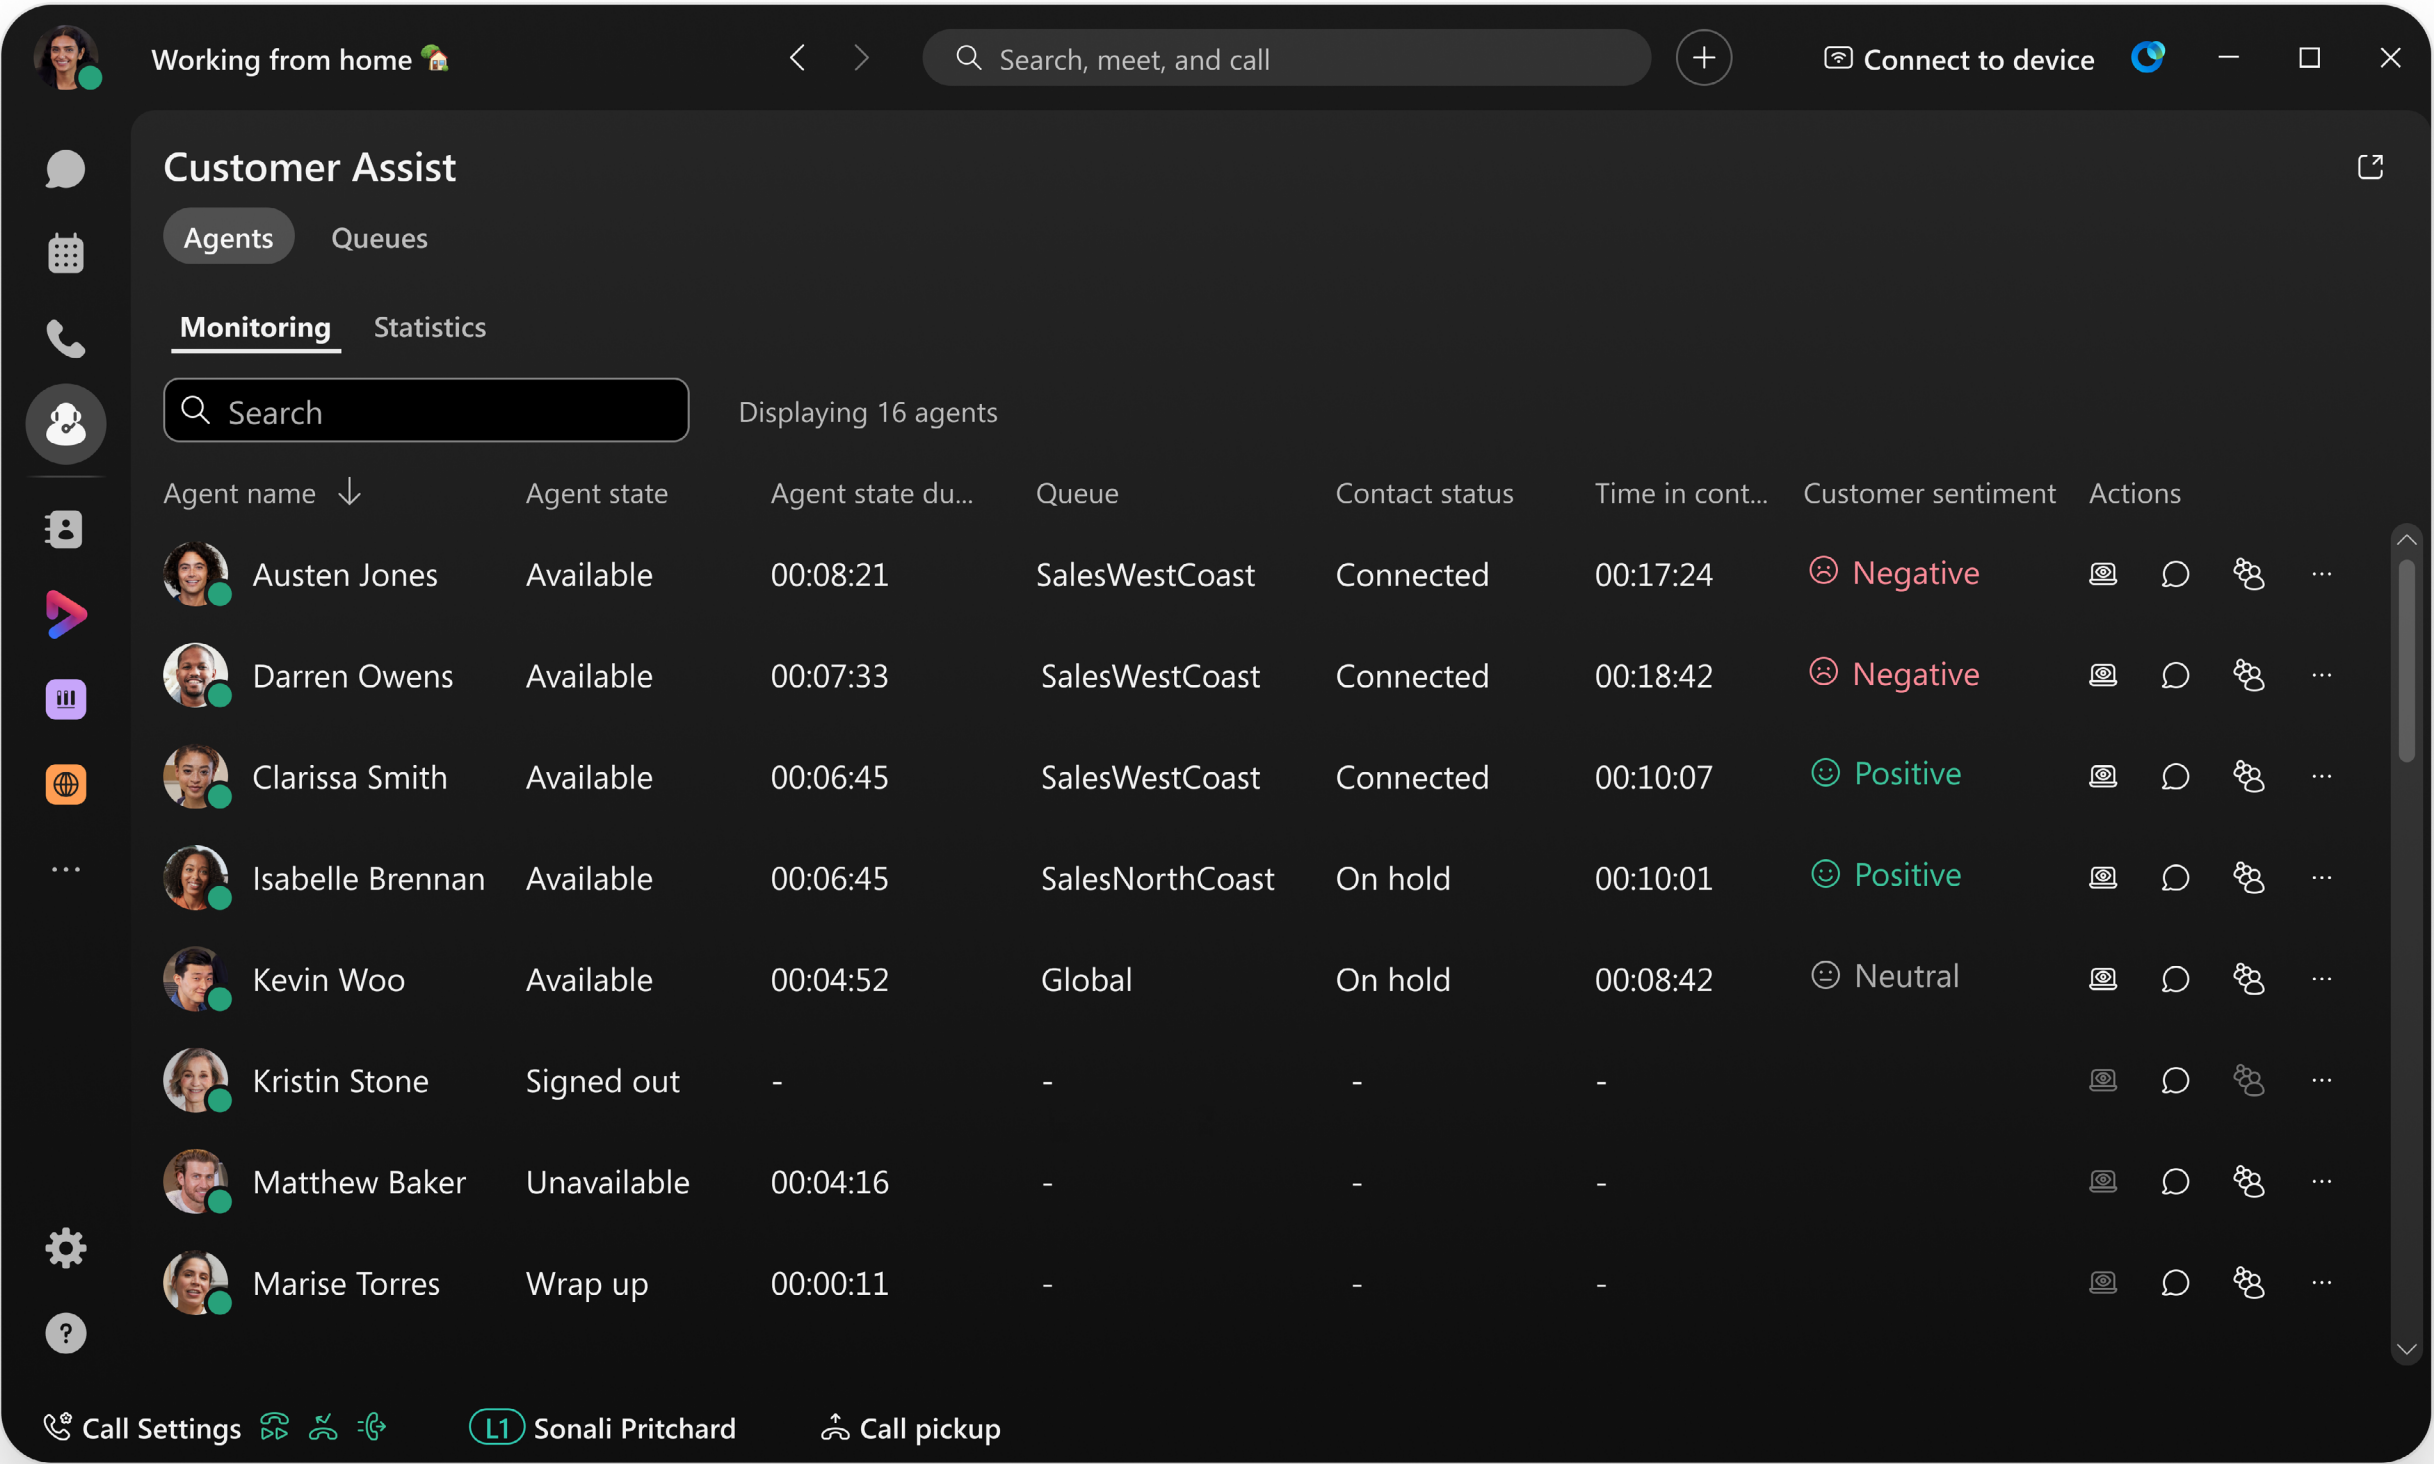 Working from home
Search, meet, and call
Connect to device
Customer Assist
Agents Queues
Monitoring Statistics
Search
Displaying 16 agents
Agent name Agent state Agent state du... Queue Contact status Time in cont... Customer sentiment Actions
Austen Jones Available 00:08:21 SalesWestCoast Connected 00:17:24 Negative
Darren Owens Available 00:07:33 SalesWestCoast Connected 00:18:42 Negative
Clarissa Smith Available 00:06:45 SalesWestCoast Connected 00:10:07 Positive
Isabelle Brennan Available 00:06:45 SalesNorthCoast On hold 00:10:01 Positive
Kevin Woo Available 00:04:52 Global On hold 00:08:42 Neutral
Kristin Stone Signed out - - - -
Matthew Baker Unavailable 00:04:16 - - -
Marise Torres Wrap up 00:00:11 - - -
Call Settings L1 Sonali Pritchard Call pickup